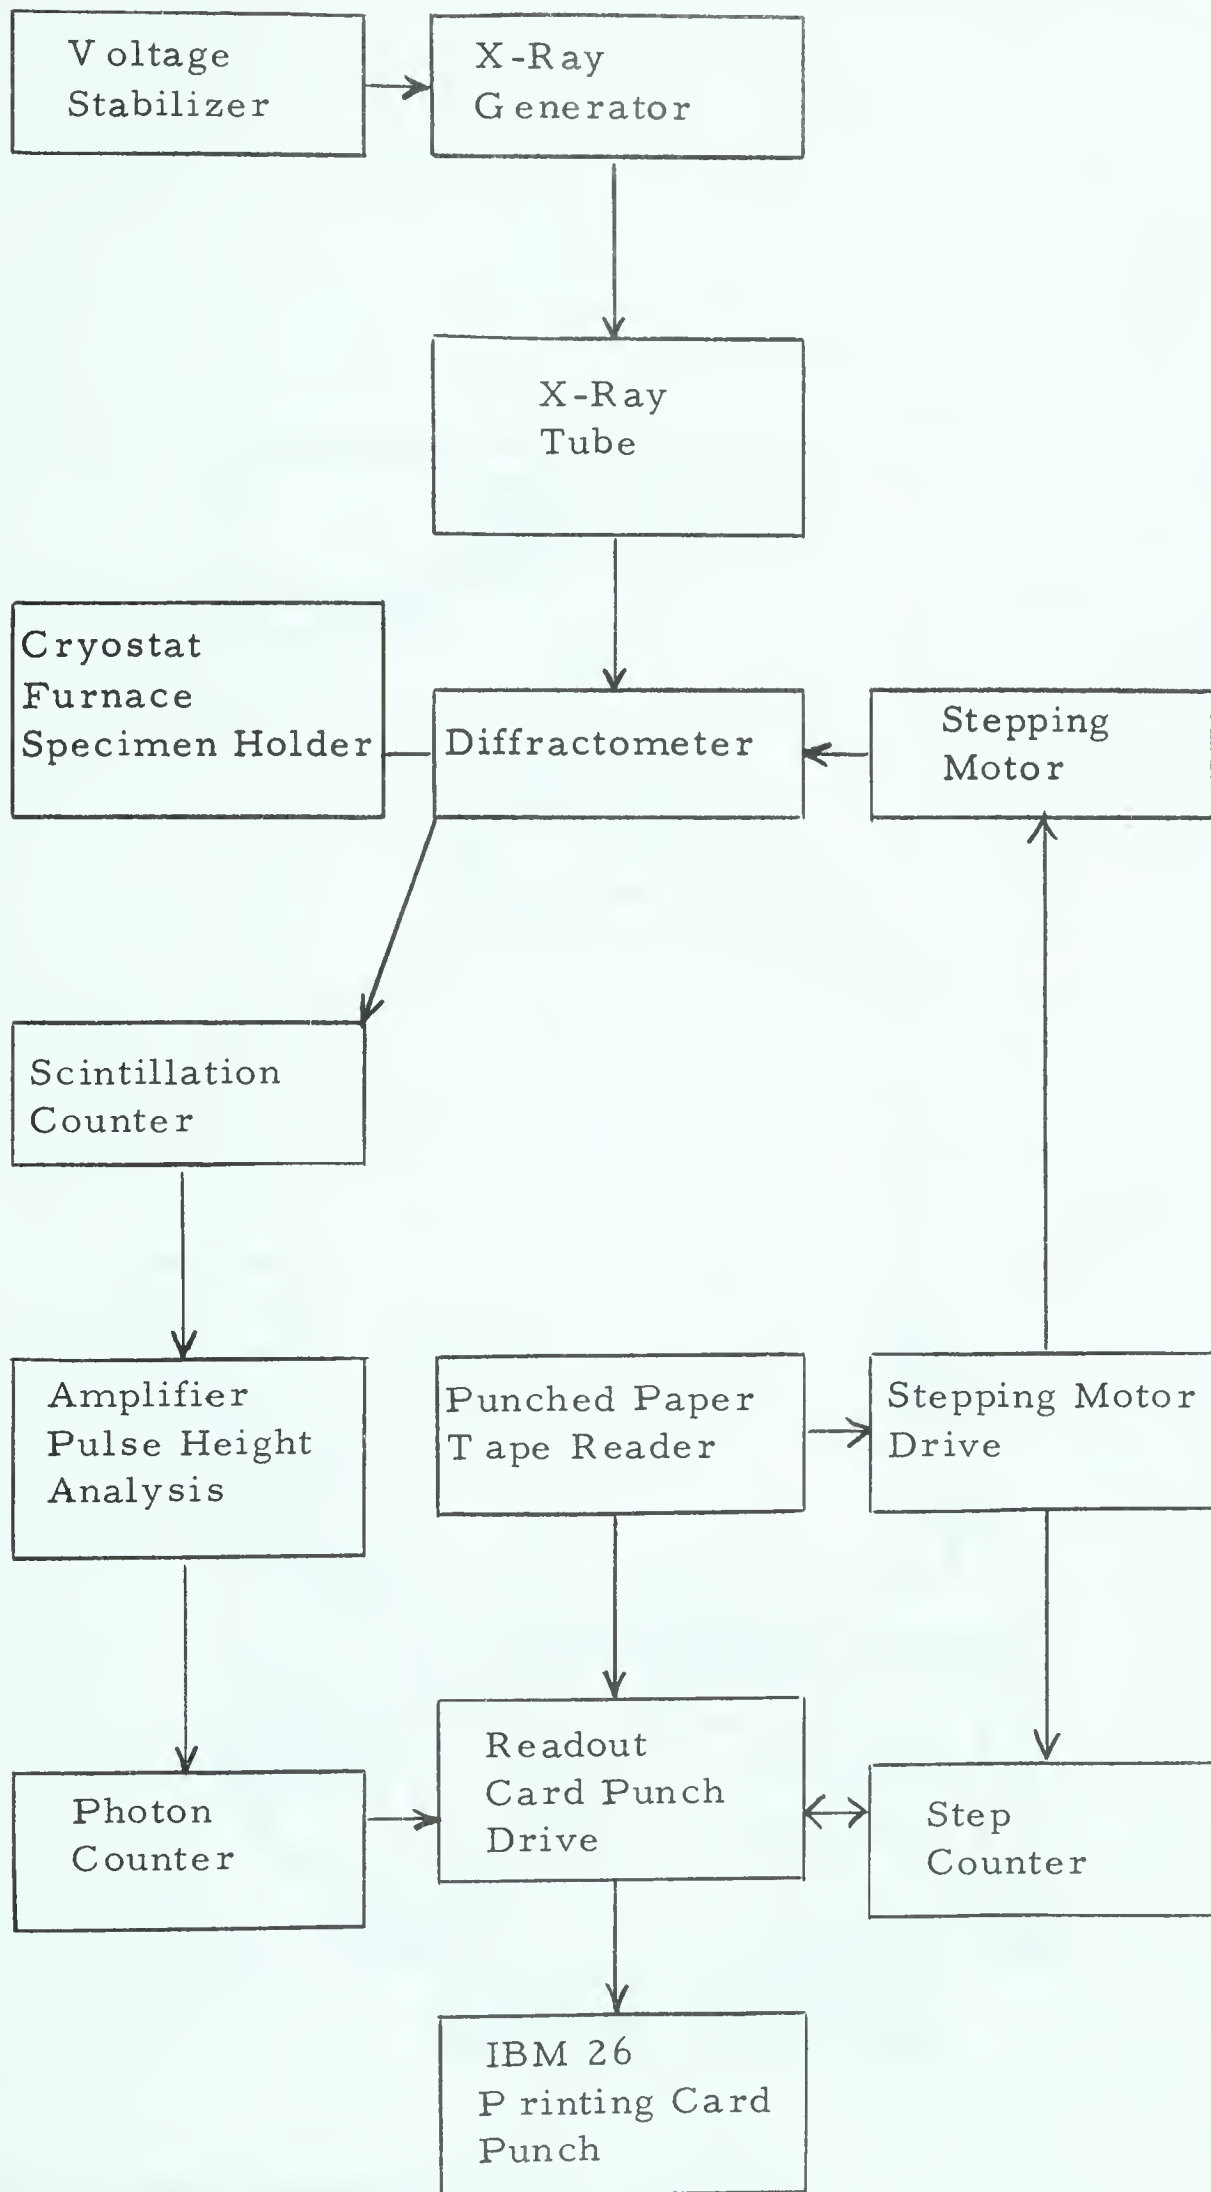 Voltage
Stabilizer
X-Ray
Generator
X-Ray
Tube
Cryostat
Furnace
Specimen Holder
Diffractometer
Stepping
Motor
Scintillation
Counter
Amplifier
Pulse Height
Analysis
Punched Paper
Tape Reader
Stepping Motor
Drive
Photon
Counter
Readout
Card Punch
Drive
Step
Counter
IBM 26
Printing Card
Punch